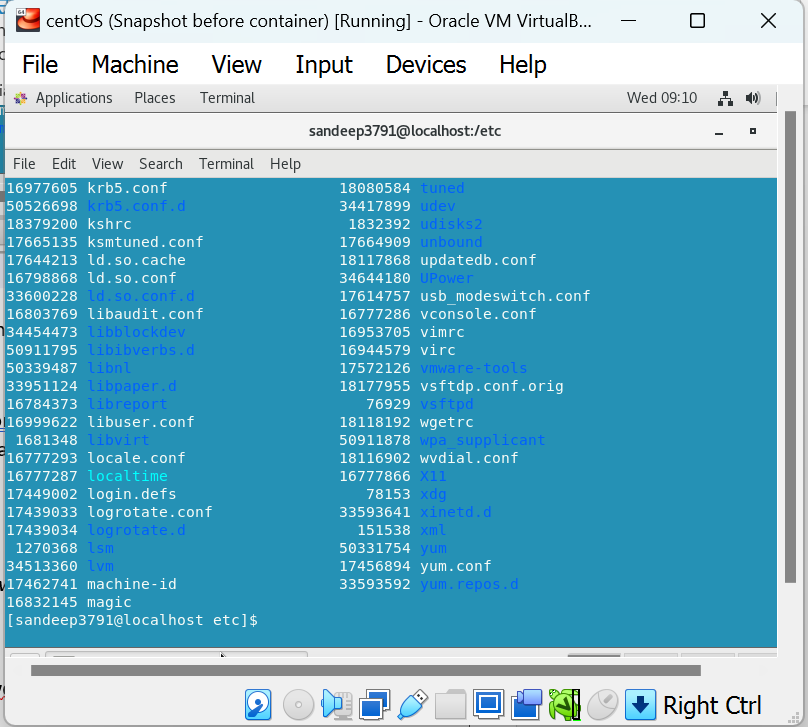 centOS (Snapshot before container) [Running] - Oracle VM VirtualB...
File Machine View Input Devices Help
Applications Places Terminal Wed 09:10
sandeep3791@localhost:/etc
File Edit View Search Terminal Help
16977605 krb5.conf 18080584 tuned
50526698 krb5.conf.d 34417899 udev
18379200 kshrc 1832392 udisks2
17665135 ksmtuned.conf 17664909 unbound
17644213 ld.so.cache 18117868 updatedb.conf
16798868 ld.so.conf 34644180 UPower
33600228 ld.so.conf.d 17614757 usb_modeswitch.conf
16803769 libaudit.conf 16777286 vconsole.conf
34454473 libblockdev 16953705 vimrc
50911795 libibverbs.d 16944579 virc
50339487 libnl 17572126 vmware-tools
33951124 libpaper.d 18177955 vsftdp.conf.orig
16784373 libreport 76929 vsftpd
16999622 libuser.conf 18118192 wgetrc
1681348 libvirt 50911878 wpa_supplicant
16777293 locale.conf 18116902 wvdial.conf
16777287 localtime 16777866 X11
17449002 login.defs 78153 xdg
17439033 logrotate.conf 33593641 xinetd.d
17439034 logrotate.d 151538 xml
1270368 lsm 50331754 yum
34513360 lvm 17456894 yum.conf
17462741 machine-id 33593592 yum.repos.d
16832145 magic
[sandeep3791@localhost etc]$
Right Ctrl